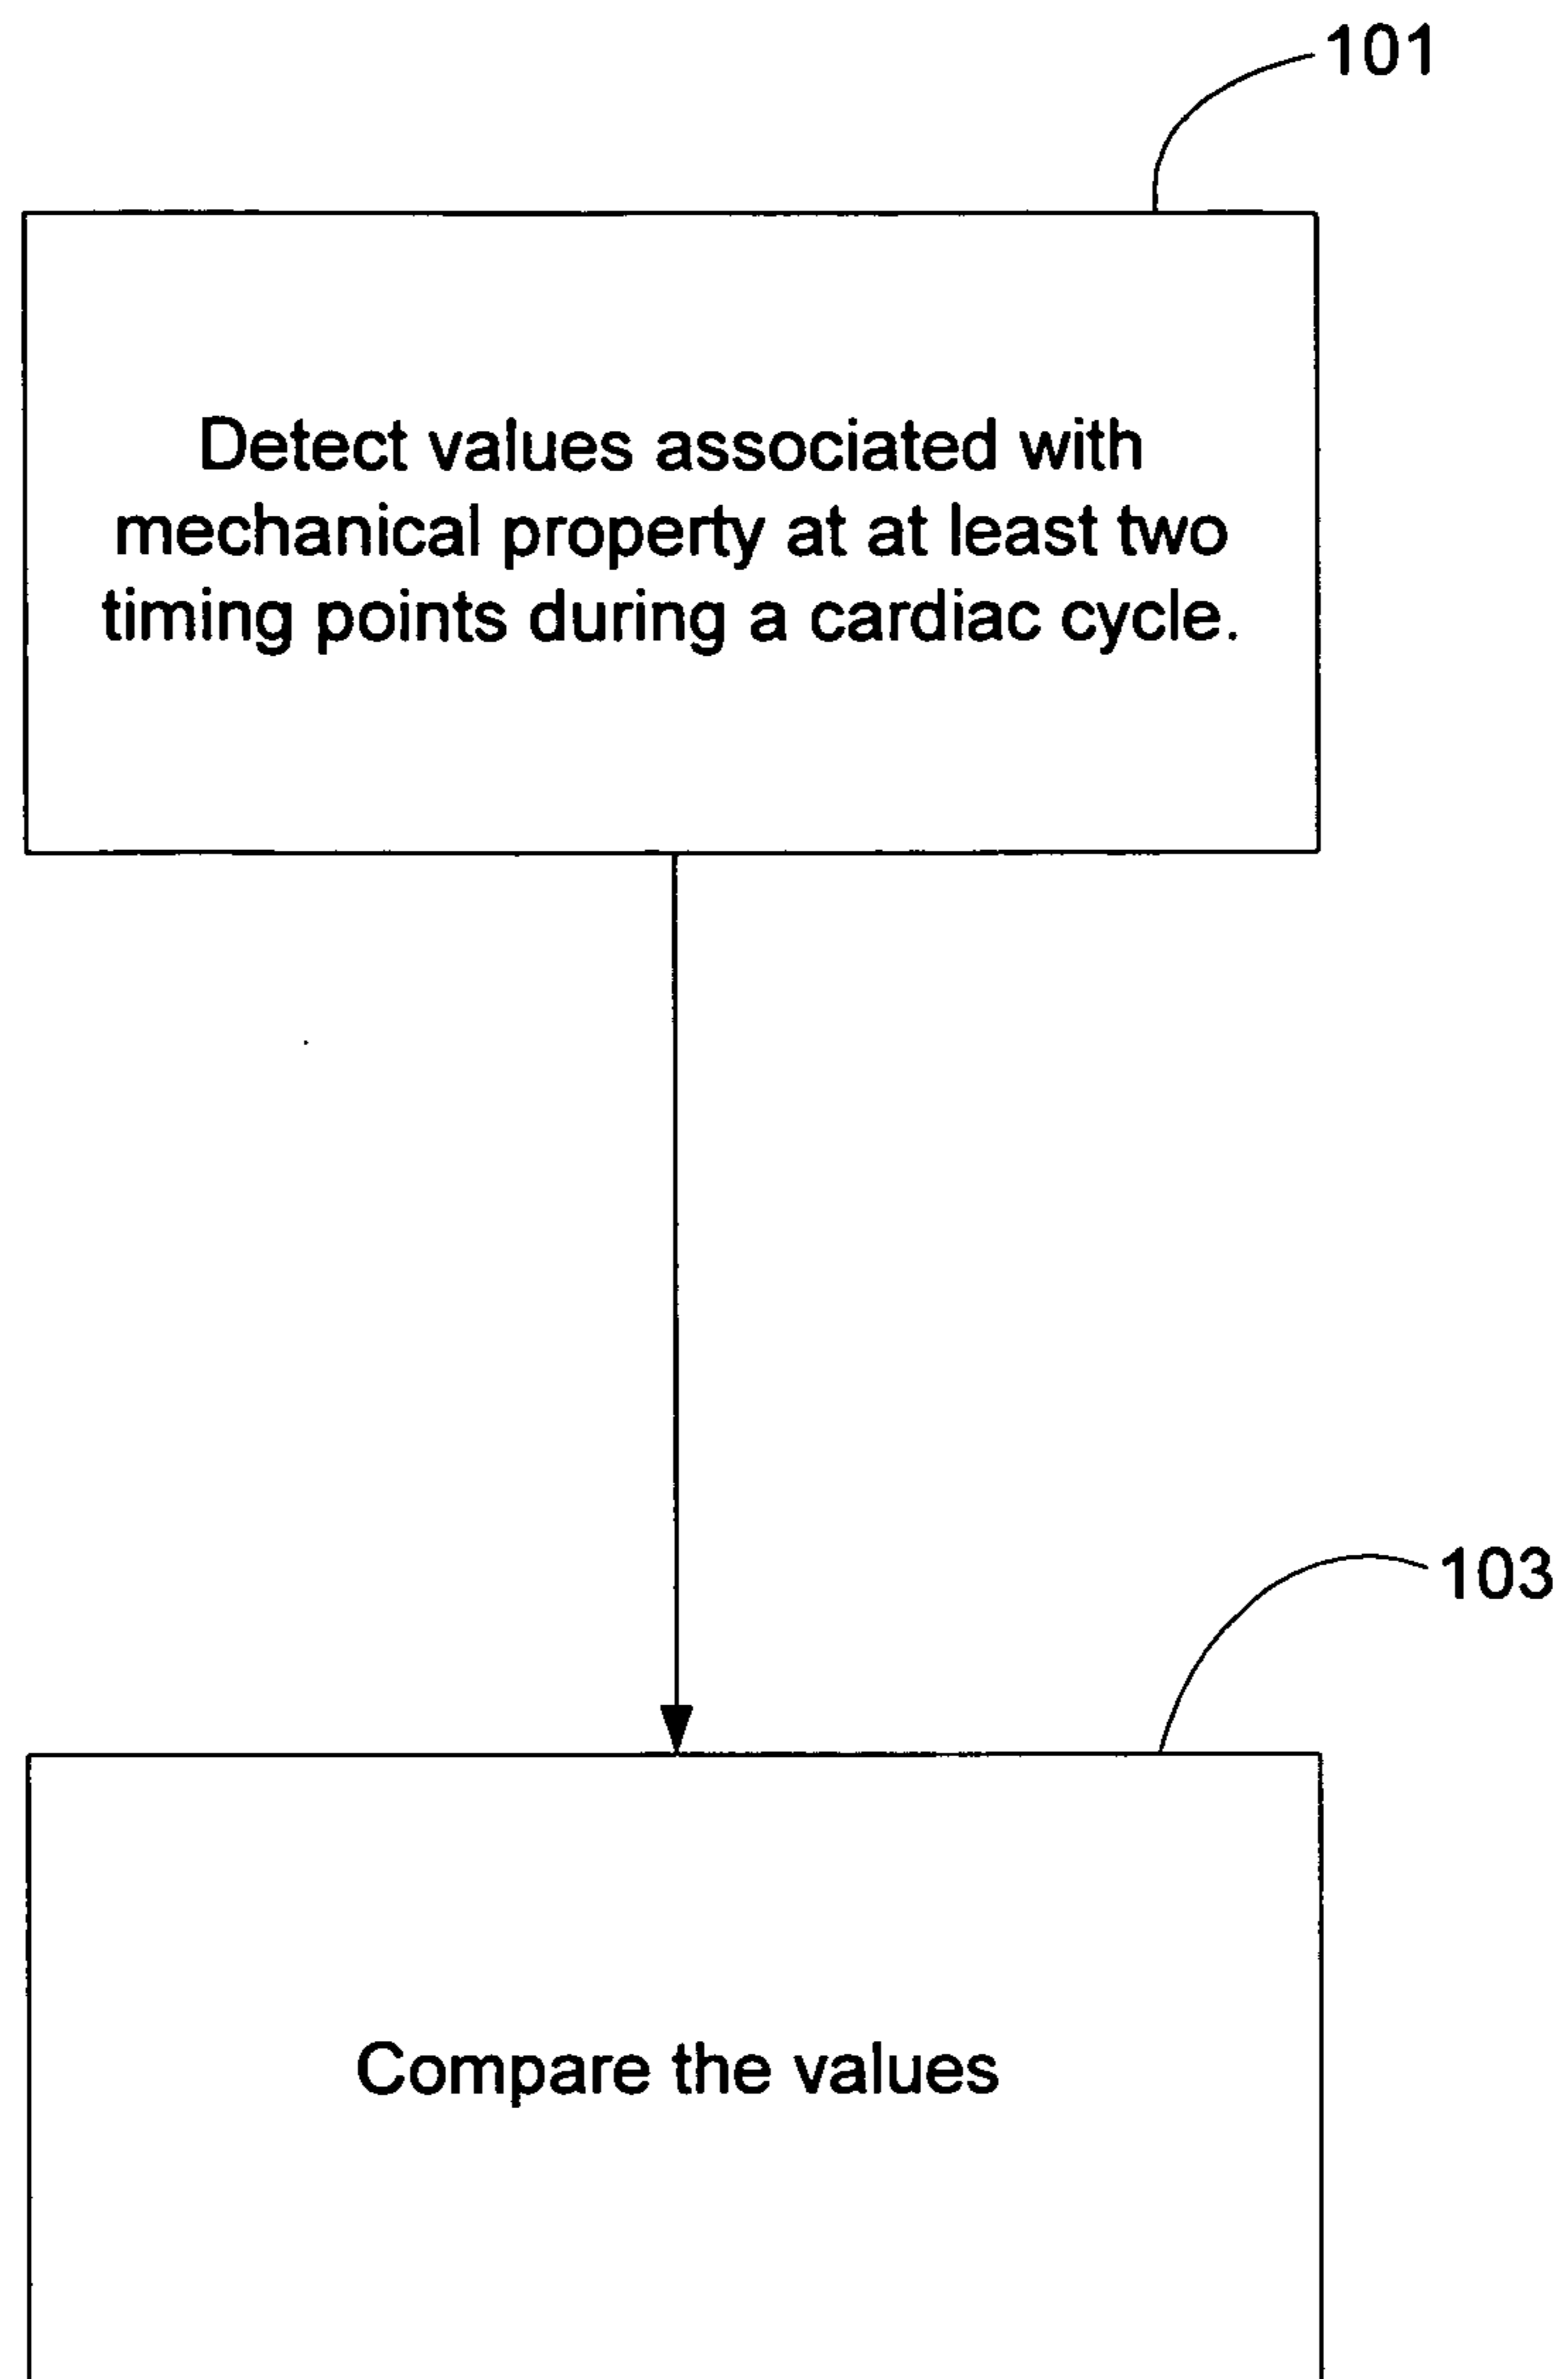 101
Detect values associated with
mechanical property at at least two
timing points during a cardiac cycle.
103
Compare the values